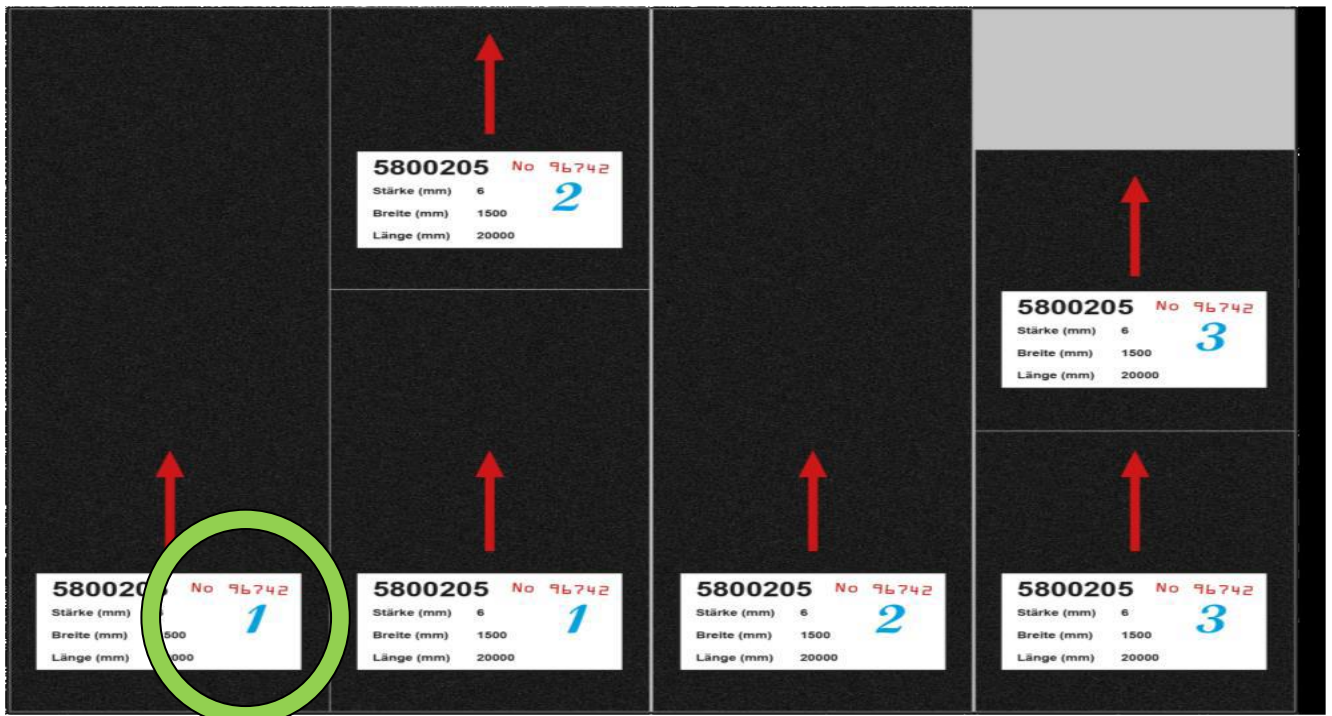 5800205 No 96742
Stärke (mm) 6 2
Breite (mm) 1500
Länge (mm) 20000
5800205 No 96742
Stärke (mm) 6 3
Breite (mm) 1500
Länge (mm) 20000
580020 No 96742
Stärke (mm) 1
Breite (mm) 500
Länge (mm) 000
5800205 No 96742
Stärke (mm) 6 1
Breite (mm) 1500
Länge (mm) 20000
5800205 No 96742
Stärke (mm) 6 2
Breite (mm) 1500
Länge (mm) 20000
5800205 No 96742
Stärke (mm) 6 3
Breite (mm) 1500
Länge (mm) 20000